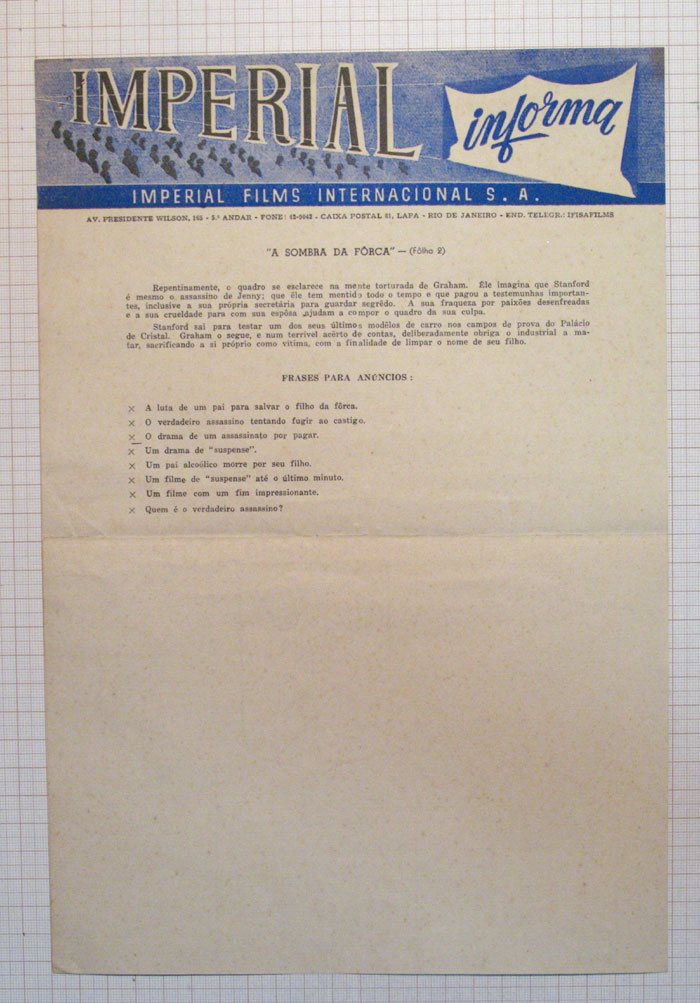 IMPERIAL
informa
IMPERIAL FILMS INTERNACIONAL S. A.
AV. PRESIDENTE WILSON, 165 - 5.º ANDAR - FONE: 42-9042 - CAIXA POSTAL 81, LAPA - RIO DE JANEIRO - END. TELEGR.: IFISAFILMS
"A SOMBRA DA FÔRCA" — (Fôlha 2)
Repentinamente, o quadro se esclarece na mente torturada de Graham. Êle imagina que Stanford
é mesmo o assassino de Jenny; que êle tem mentido todo o tempo e que pagou a testemunhas importan-
tes, inclusive a sua própria secretária para guardar segrêdo. A sua fraqueza por paixões desenfreadas
e a sua crueldade para com sua espôsa ajudam a compor o quadro da sua culpa.
Stanford sai para testar um dos seus últimos modêlos de carro nos campos de prova do Palácio
de Cristal. Graham o segue, e num terrível acêrto de contas, deliberadamente obriga o industrial a ma-
tar, sacrificando a si próprio como vítima, com a finalidade de limpar o nome de seu filho.
FRASES PARA ANÚNCIOS:
× A luta de um pai para salvar o filho da fôrca.
× O verdadeiro assassino tentando fugir ao castigo.
× O drama de um assassinato por pagar.
× Um drama de "suspense".
× Um pai alcoólico morre por seu filho.
× Um filme de "suspense" até o último minuto.
× Um filme com um fim impressionante.
× Quem é o verdadeiro assassino?